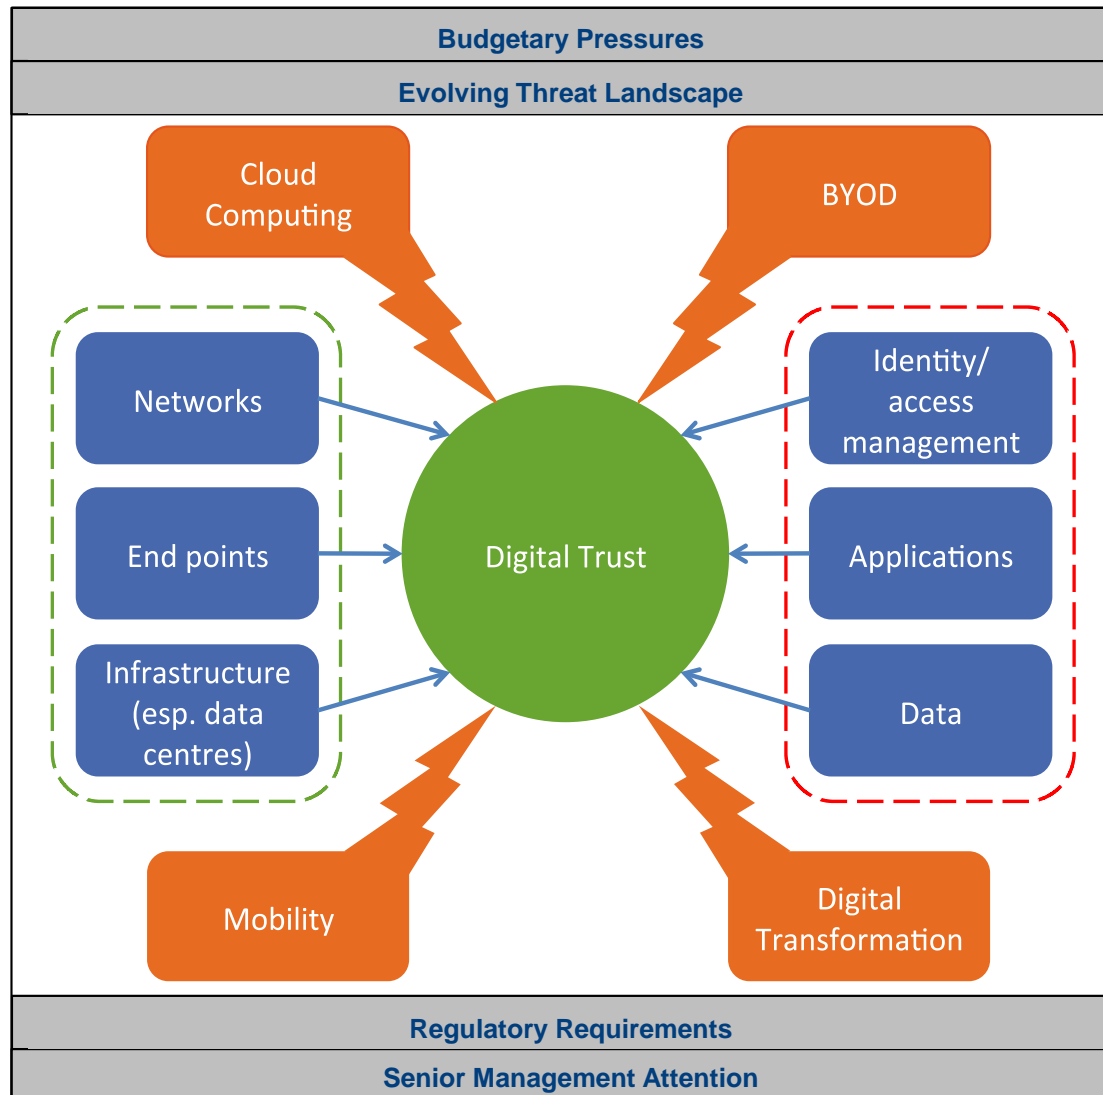 Budgetary Pressures
Evolving Threat Landscape
Cloud
Computing
BYOD
Networks
End points
Infrastructure
(esp. data
centres)
Digital Trust
Identity/
access
management
Applications
Data
Mobility
Digital
Transformation
Regulatory Requirements
Senior Management Attention